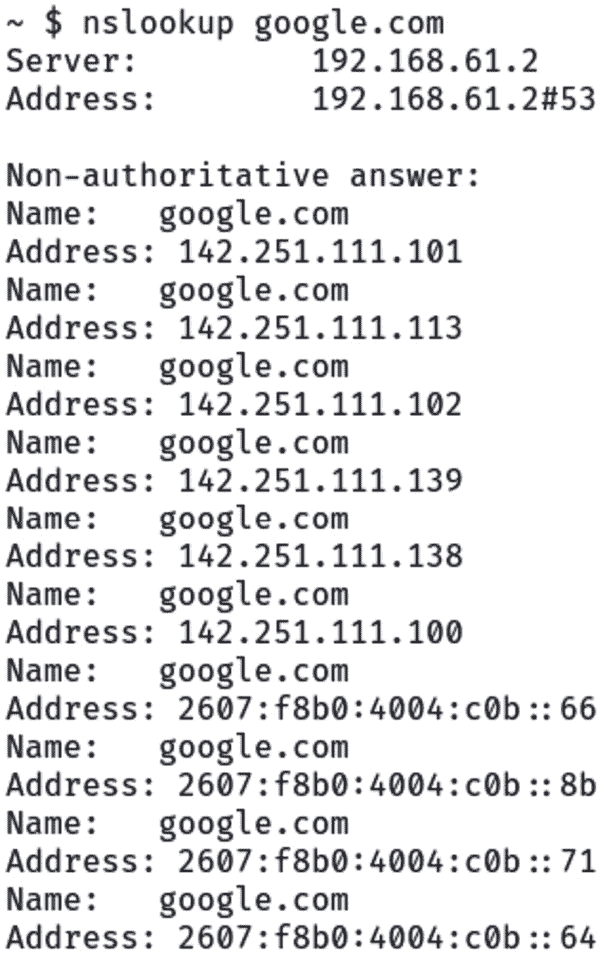 ~ $ nslookup google.com
Server:         192.168.61.2
Address:        192.168.61.2#53

Non-authoritative answer:
Name:   google.com
Address: 142.251.111.101
Name:   google.com
Address: 142.251.111.113
Name:   google.com
Address: 142.251.111.102
Name:   google.com
Address: 142.251.111.139
Name:   google.com
Address: 142.251.111.138
Name:   google.com
Address: 142.251.111.100
Name:   google.com
Address: 2607:f8b0:4004:c0b::66
Name:   google.com
Address: 2607:f8b0:4004:c0b::8b
Name:   google.com
Address: 2607:f8b0:4004:c0b::71
Name:   google.com
Address: 2607:f8b0:4004:c0b::64